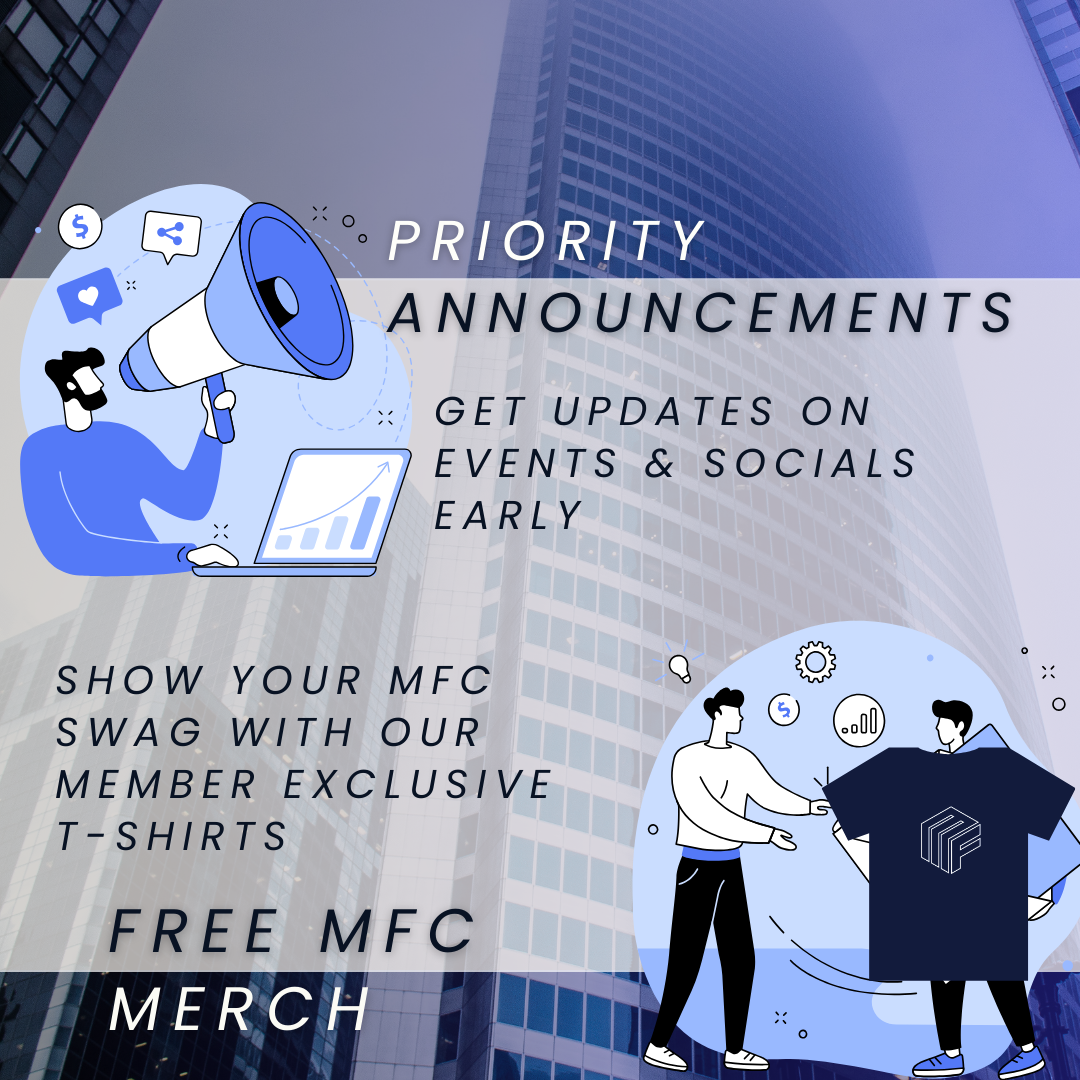 PRIORITY
ANNOUNCEMENTS
GET UPDATES ON
EVENTS & SOCIALS
EARLY
SHOW YOUR MFC
SWAG WITH OUR
MEMBER EXCLUSIVE
T-SHIRTS
FREE MFC
MERCH